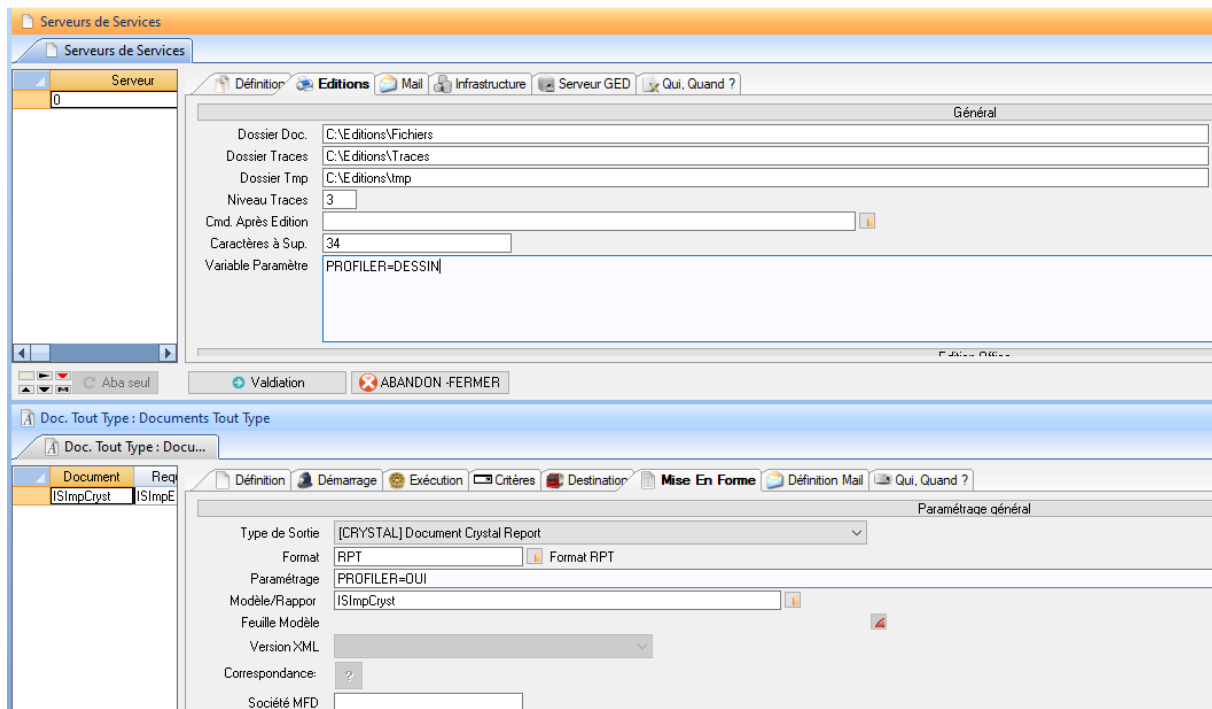 Serveurs de Services
Serveurs de Services
Serveur
0
Définition Editions Mail Infrastructure Serveur GED Qui, Quand ?
Général
Dossier Doc. C:\Editions\Fichiers
Dossier Traces C:\Editions\Traces
Dossier Tmp C:\Editions\tmp
Niveau Traces 3
Cmd. Après Edition
Caractères à Sup. 34
Variable Paramètre PROFILER=DESSIN
Edition Office
Aba seul Valdiation ABANDON -FERMER
Doc. Tout Type : Documents Tout Type
Doc. Tout Type : Docu...
Document Req
ISImpCryst ISImpE
Définition Démarrage Exécution Critères Destination Mise En Forme Définition Mail Qui, Quand ?
Paramétrage général
Type de Sortie [CRYSTAL] Document Crystal Report
Format RPT Format RPT
Paramétrage PROFILER=OUI
Modèle/Rappor ISImpCryst
Feuille Modèle
Version XML
Correspondance: ?
Société MFD